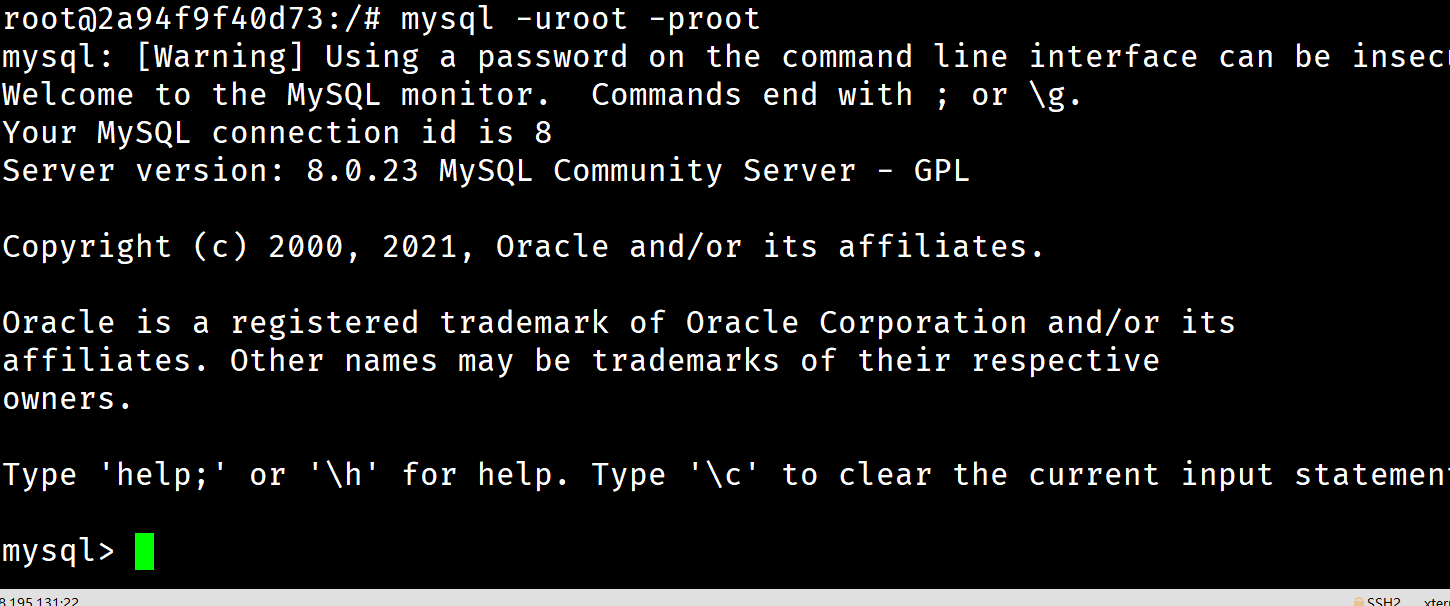 root@2a94f9f40d73:/# mysql -uroot -proot
mysql: [Warning] Using a password on the command line interface can be
Welcome to the MySQL monitor.  Commands end with ; or \g.
Your MySQL connection id is 8
Server version: 8.0.23 MySQL Community Server - GPL
Copyright (c) 2000, 2021, Oracle and/or its affiliates.
Oracle is a registered trademark of Oracle Corporation and/or its
affiliates. Other names may be trademarks of their respective
owners.
Type 'help;' or '\h' for help. Type '\c' to clear the current input statement
mysql>
8.195.131:22 SSH2 xter